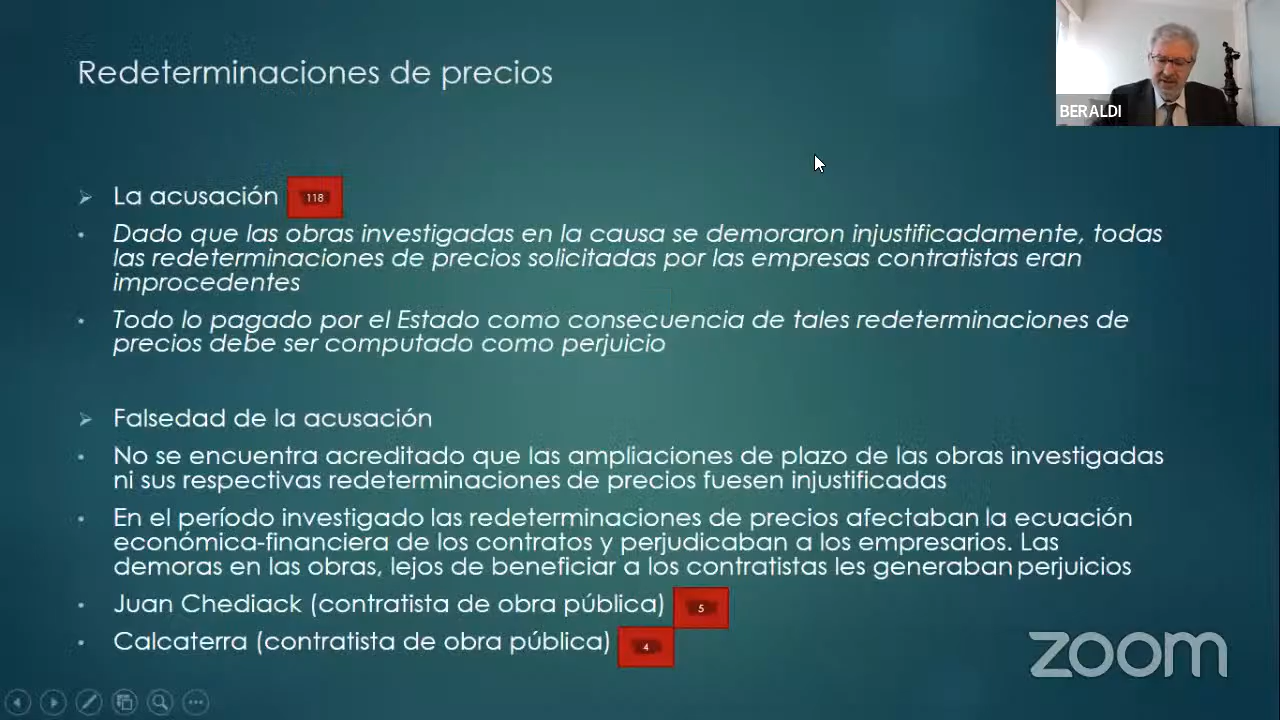 Redeterminaciones de precios
BERALDI
La acusación 118
Dado que las obras investigadas en la causa se demoraron injustificadamente, todas
las redeterminaciones de precios solicitadas por las empresas contratistas eran
improcedentes
Todo lo pagado por el Estado como consecuencia de tales redeterminaciones de
precios debe ser computado como perjuicio
Falsedad de la acusación
No se encuentra acreditado que las ampliaciones de plazo de las obras investigadas
ni sus respectivas redeterminaciones de precios fuesen injustificadas
En el período investigado las redeterminaciones de precios afectaban la ecuación
económica-financiera de los contratos y perjudicaban a los empresarios. Las
demoras en las obras, lejos de beneficiar a los contratistas les generaban perjuicios
Juan Chediack (contratista de obra pública) 5
Calcaterra (contratista de obra pública) 4
zoom